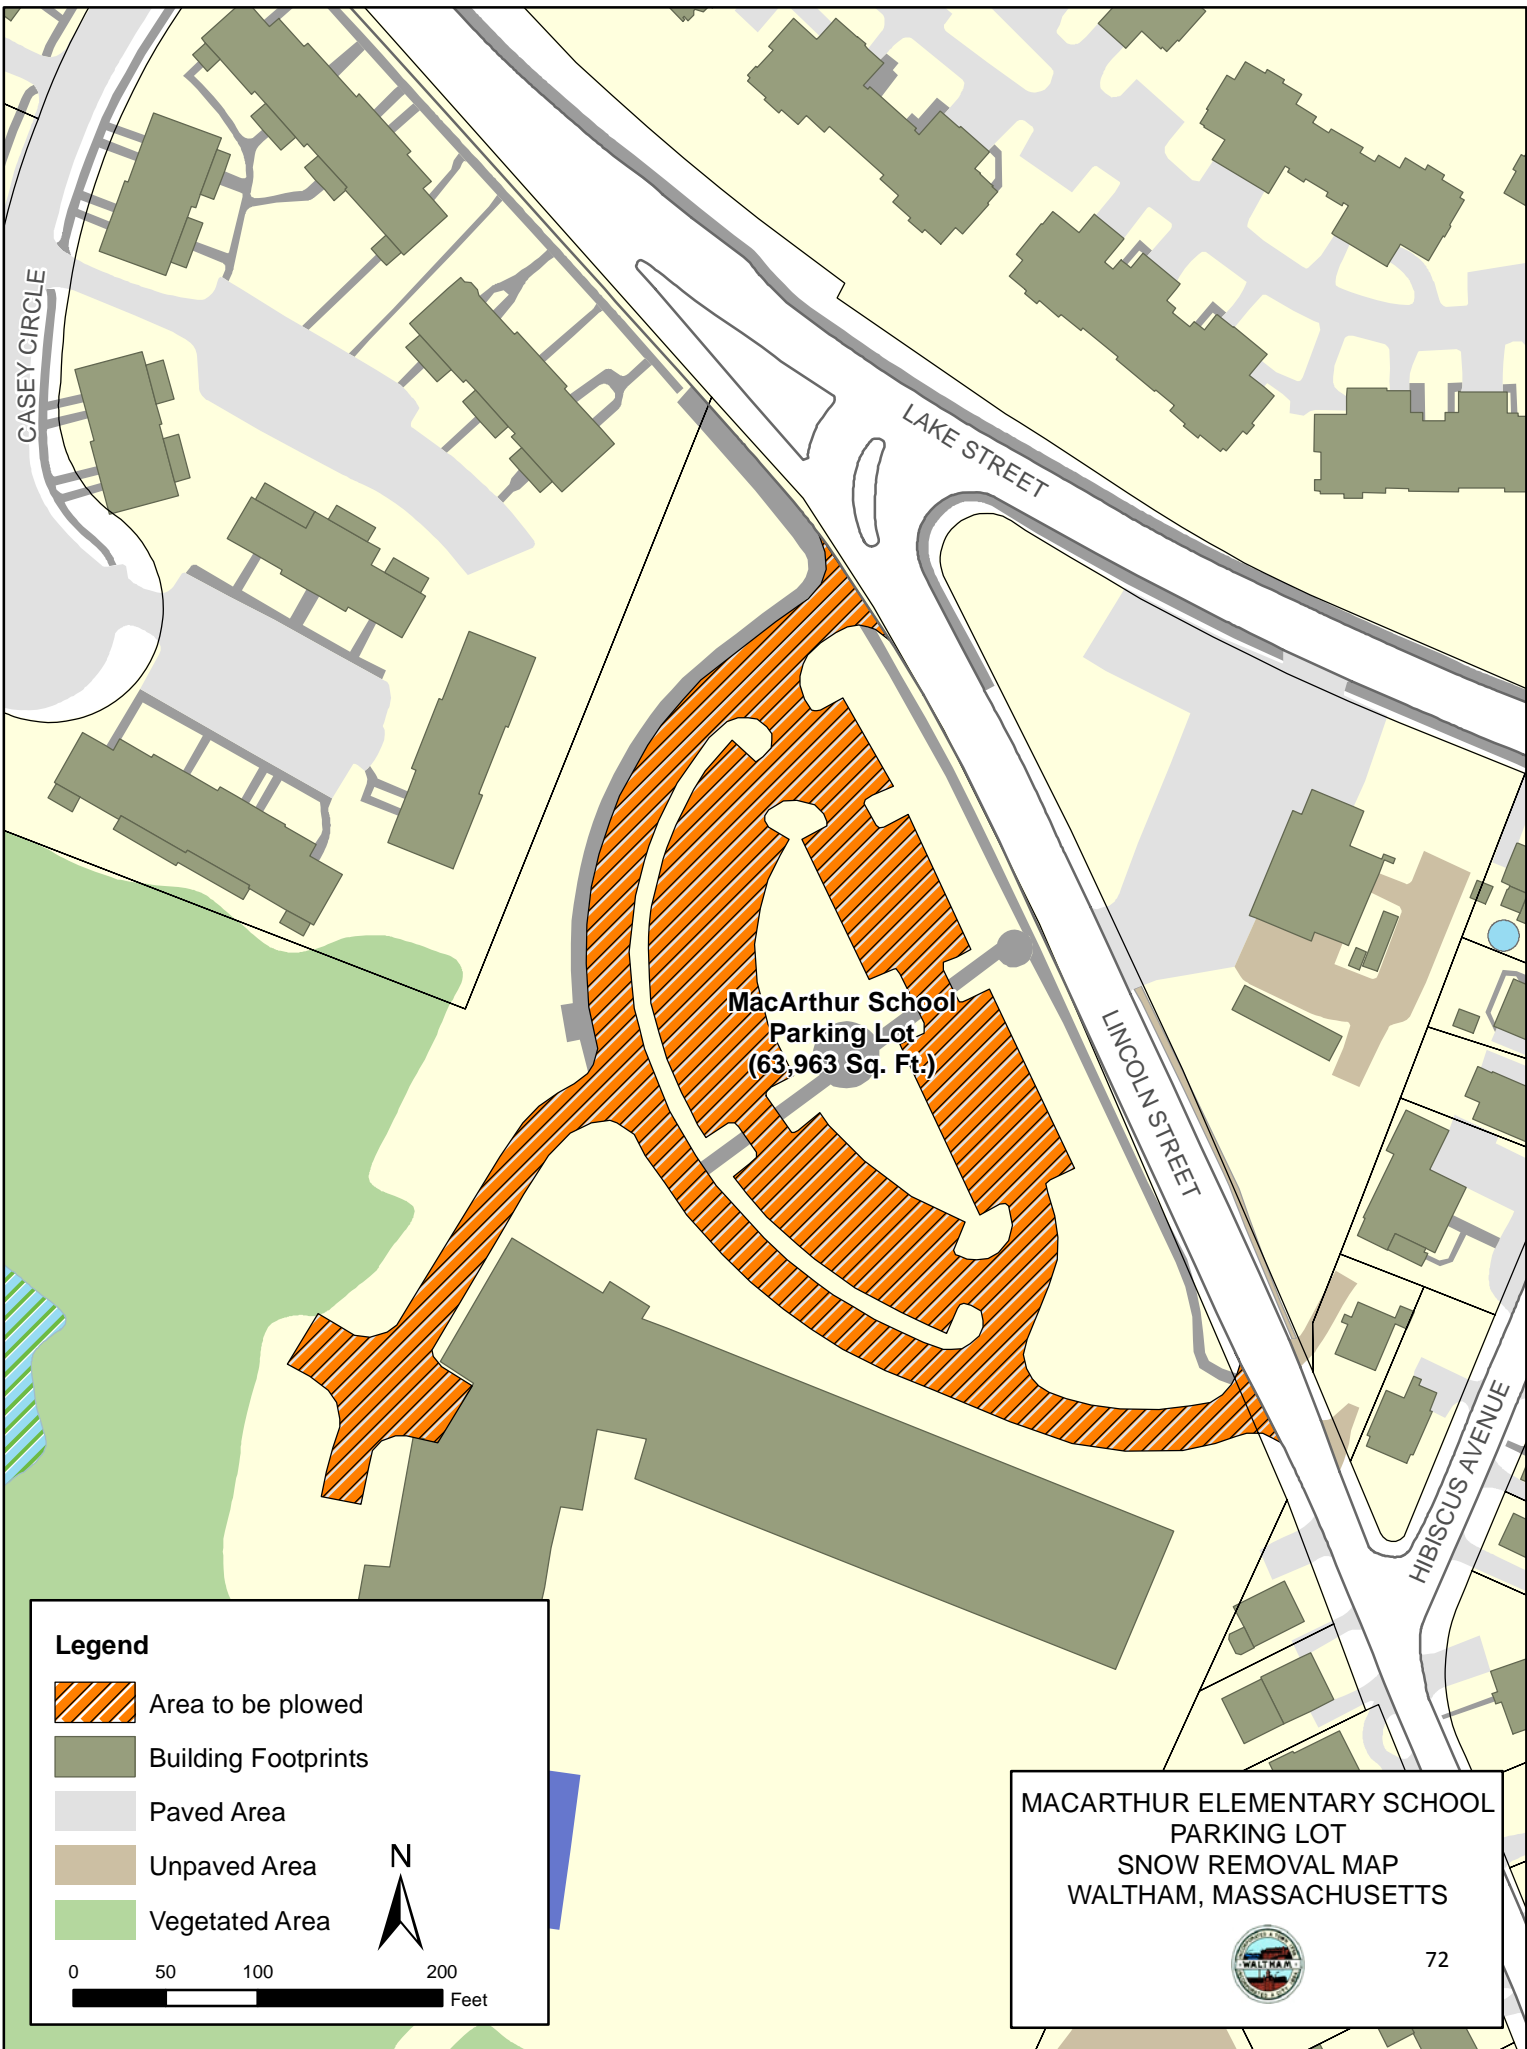 CASEY CIRCLE
LAKE STREET
MacArthur School
Parking Lot
(63,963 Sq. Ft.)
LINCOLN STREET
HIBISCUS AVENUE
Legend
Area to be plowed
Building Footprints
Paved Area
Unpaved Area
Vegetated Area
N
0 50 100 200
Feet
MACARTHUR ELEMENTARY SCHOOL
PARKING LOT
SNOW REMOVAL MAP
WALTHAM, MASSACHUSETTS
WALTHAM
72